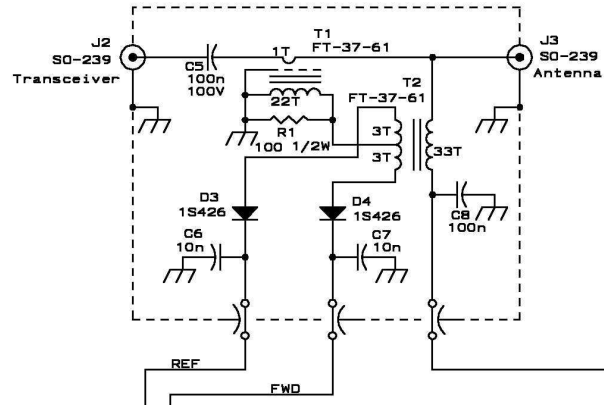 J2
SO-239
Transceiver
C5
100n
100V
1T
T1
FT-37-61
J3
SO-239
Antenna
22T
R1
100 1/2W
T2
FT-37-61
3T
3T
33T
D3
1S426
D4
1S426
C8
100n
C6
10n
C7
10n
REF
FWD